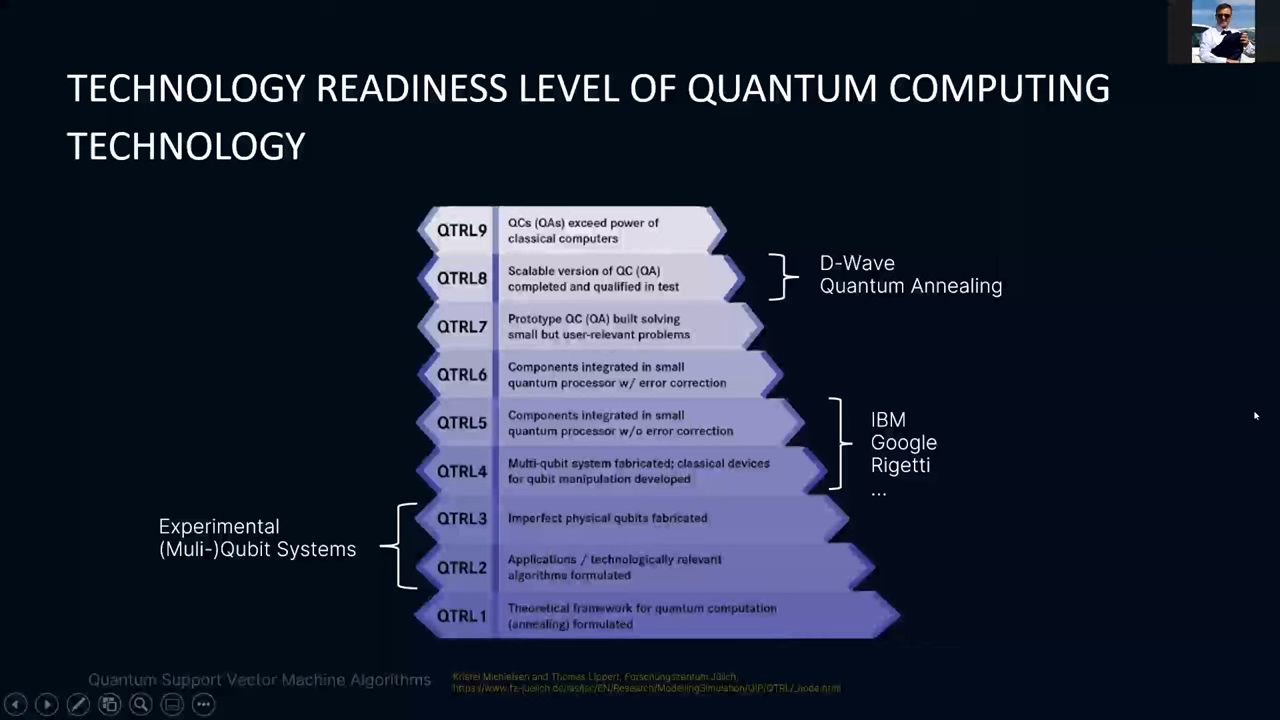 TECHNOLOGY READINESS LEVEL OF QUANTUM COMPUTING
TECHNOLOGY
QTRL9
QCs (QAs) exceed power of
classical computers
QTRL8
Scalable version of QC (QA)
completed and qualified in test
D-Wave
Quantum Annealing
QTRL7
Prototype QC (QA) built solving
small but user-relevant problems
QTRL6
Components integrated in small
quantum processor w/ error correction
QTRL5
Components integrated in small
quantum processor w/o error correction
QTRL4
Multi-qubit system fabricated; classical devices
for qubit manipulation developed
IBM
Google
Rigetti
...
QTRL3
Imperfect physical qubits fabricated
Experimental
(Muli-)Qubit Systems
QTRL2
Applications / technologically relevant
algorithms formulated
QTRL1
Theoretical framework for quantum computation
(annealing) formulated
Quantum Support Vector Machine Algorithms
Kristel Michielsen and Thomas Lippert, Forschungszentrum Jülich,